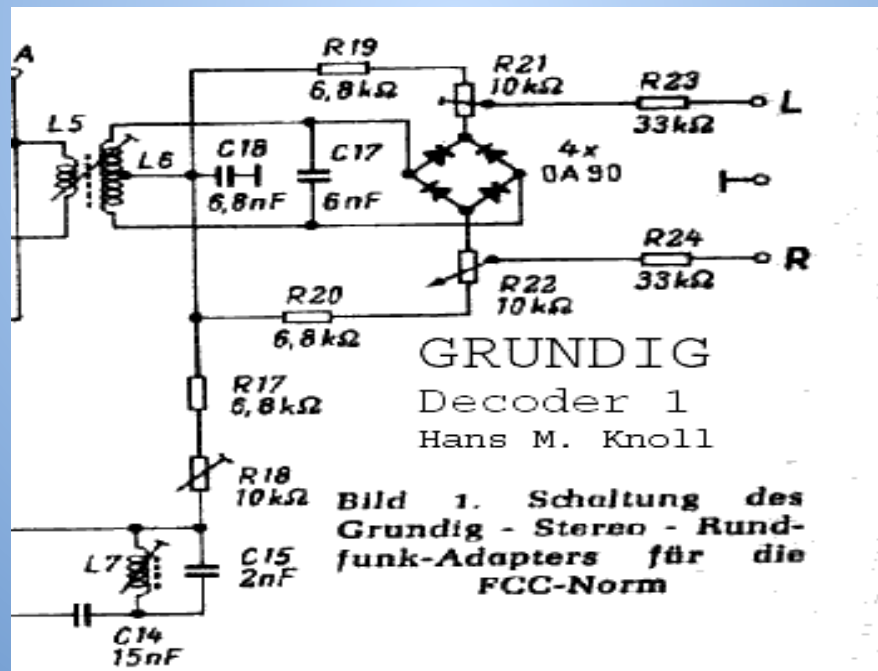 A
R19
6,8kΩ
R21
10kΩ
R23
33kΩ
L
L5
L6
C18
6,8nF
C17
6nF
4x
0A90
R24
33kΩ
R
R22
10kΩ
R20
6,8kΩ
GRUNDIG
Decoder 1
Hans M. Knoll
R17
6,8kΩ
R18
10kΩ
Bild 1. Schaltung des
Grundig - Stereo - Rund-
funk-Adapters für die
FCC-Norm
L7
C15
2nF
C14
15nF